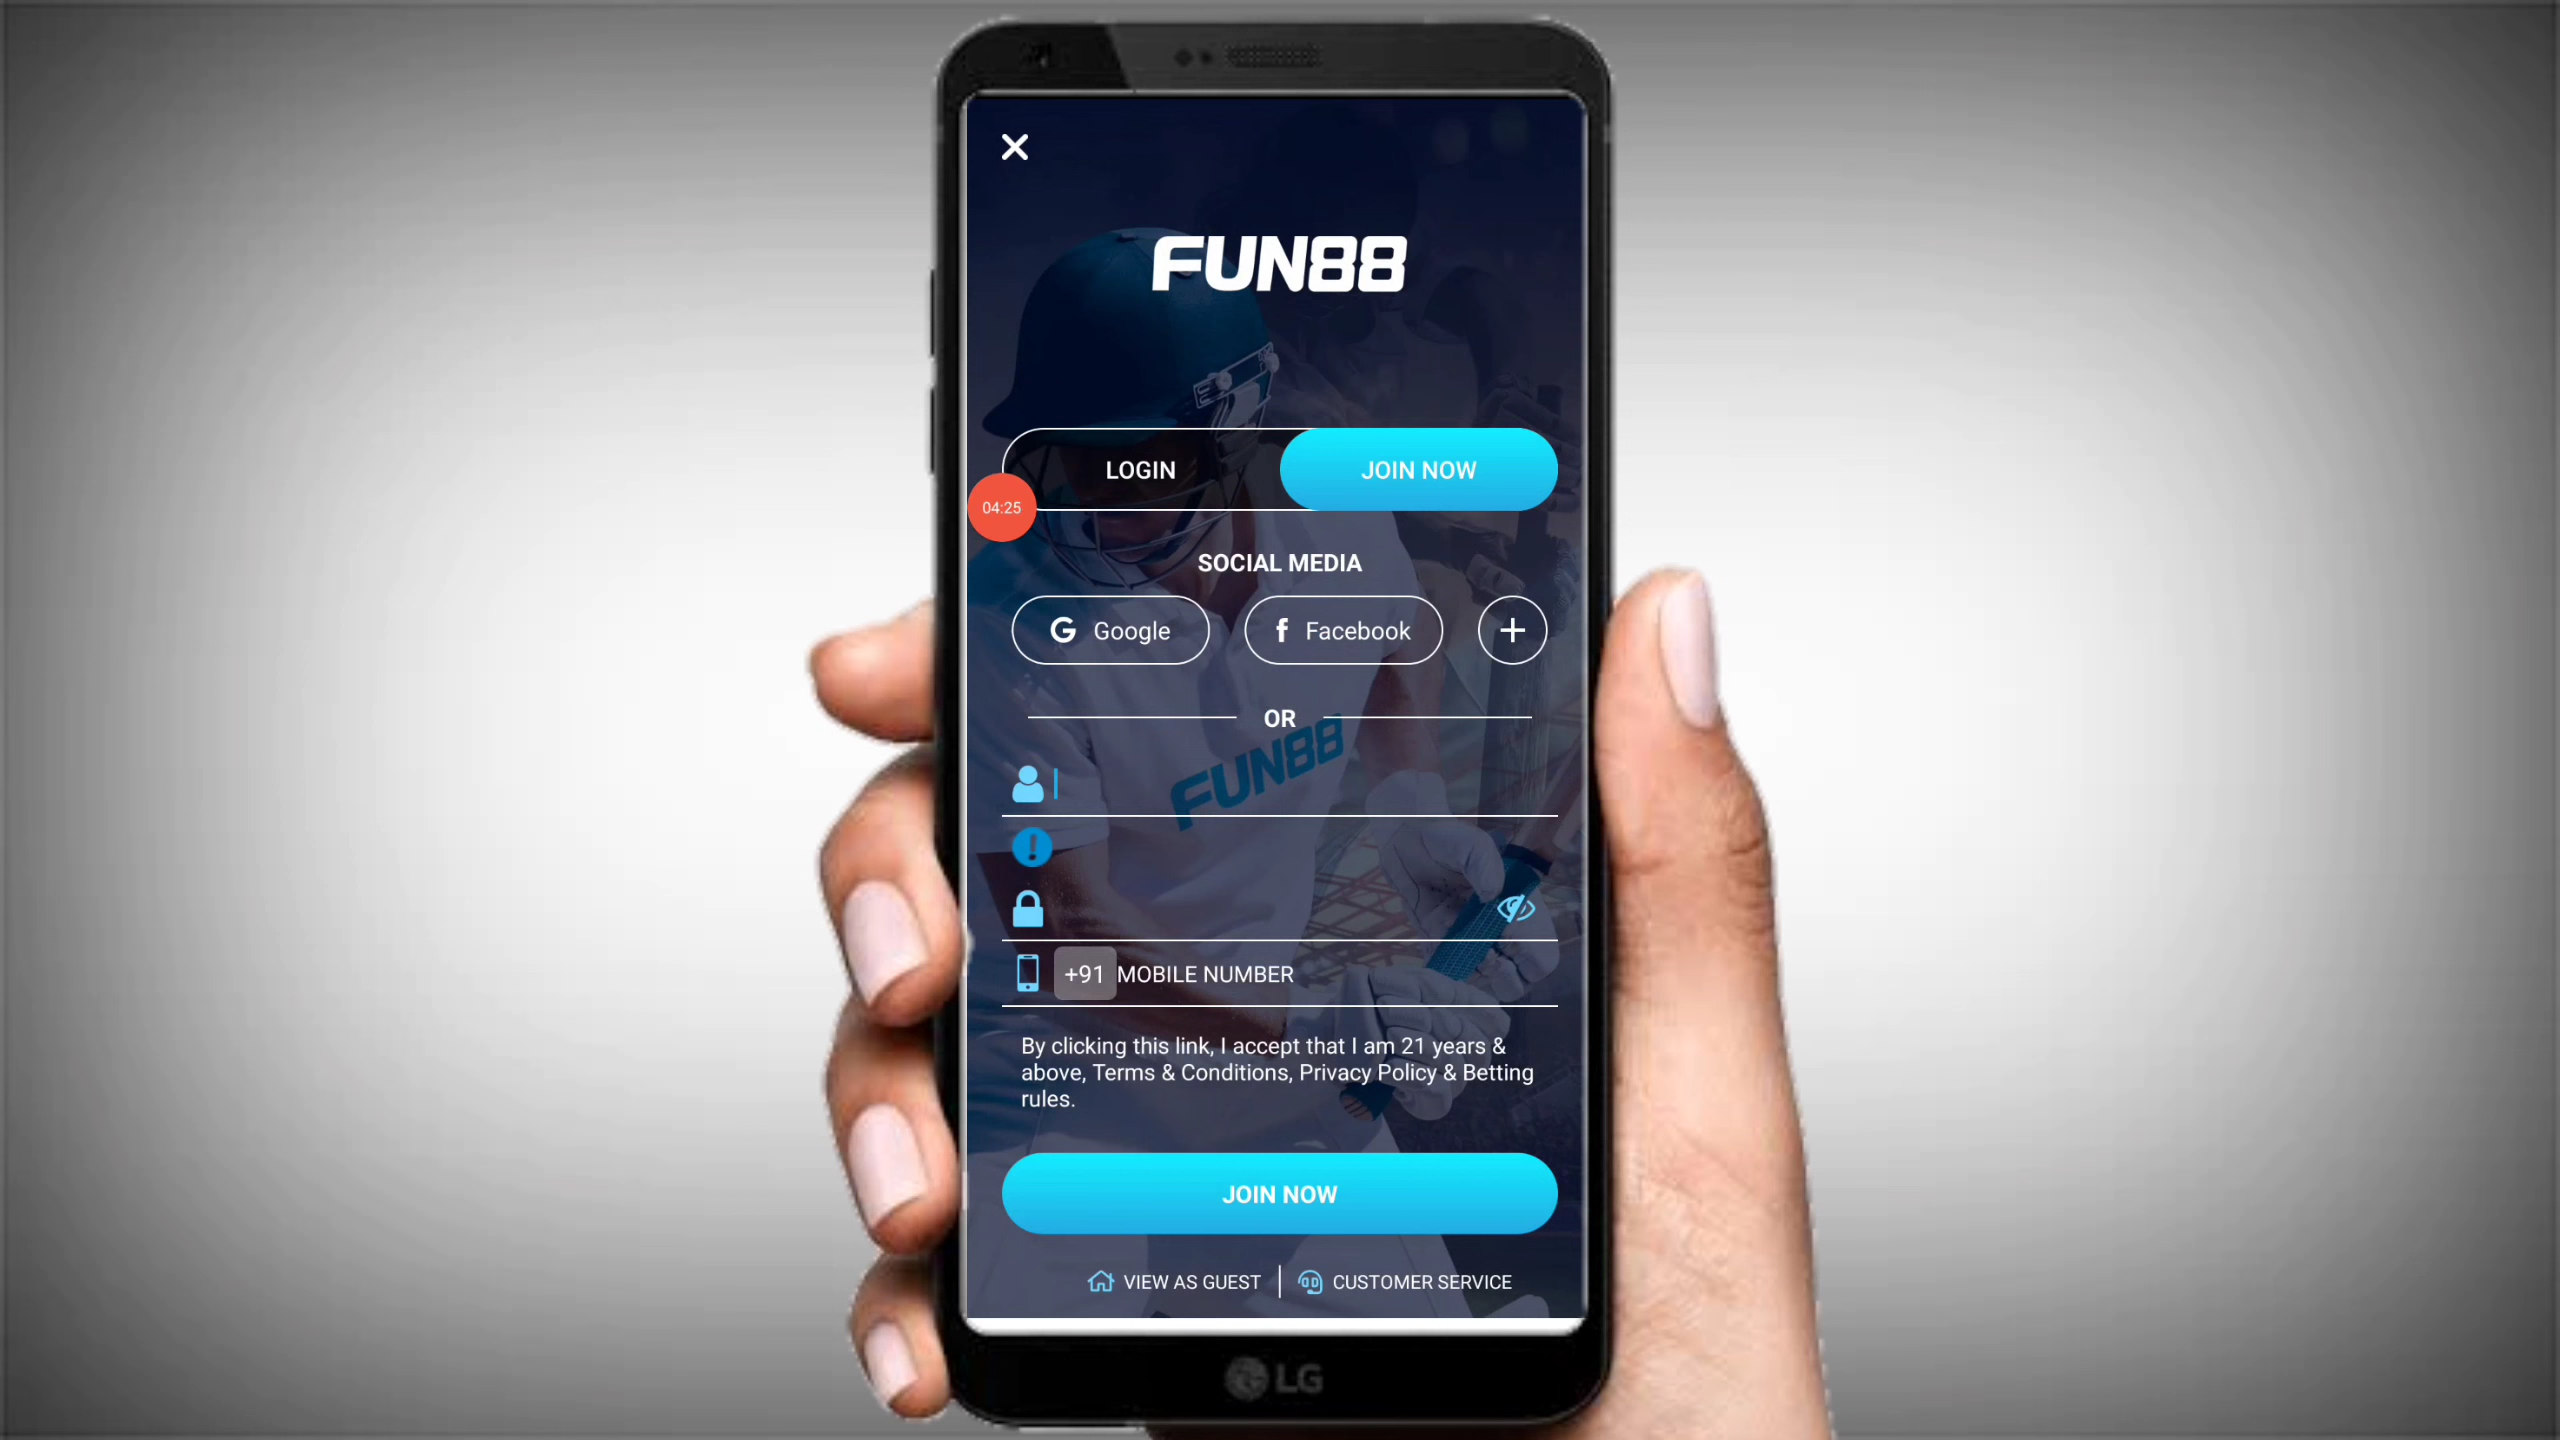 FUN88
LOGIN
JOIN NOW
04:25
SOCIAL MEDIA
G Google
f Facebook
OR
FUN88
+91 MOBILE NUMBER
By clicking this link, I accept that I am 21 years &
above, Terms & Conditions, Privacy Policy & Betting
rules.
JOIN NOW
VIEW AS GUEST
CUSTOMER SERVICE
LG